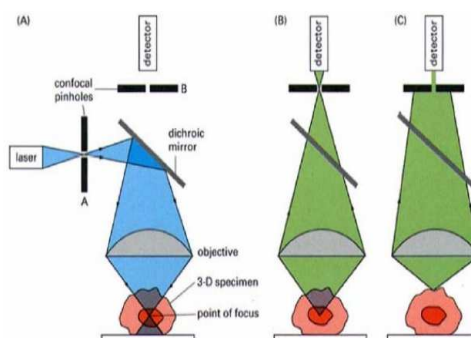 (A)
detector
confocal
pinholes
B
dichroic
mirror
laser
A
objective
3-D specimen
point of focus
(B)
detector
(C)
detector